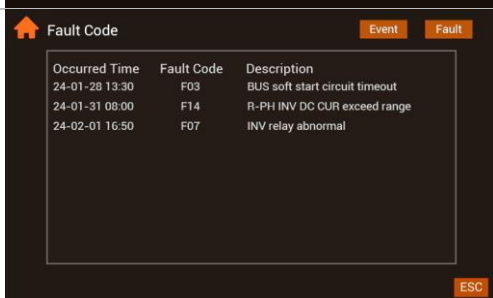 Fault Code Event Fault
Occurred Time Fault Code Description
24-01-28 13:30 F03 BUS soft start circuit timeout
24-01-31 08:00 F14 R-PH INV DC CUR exceed range
24-02-01 16:50 F07 INV relay abnormal
ESC